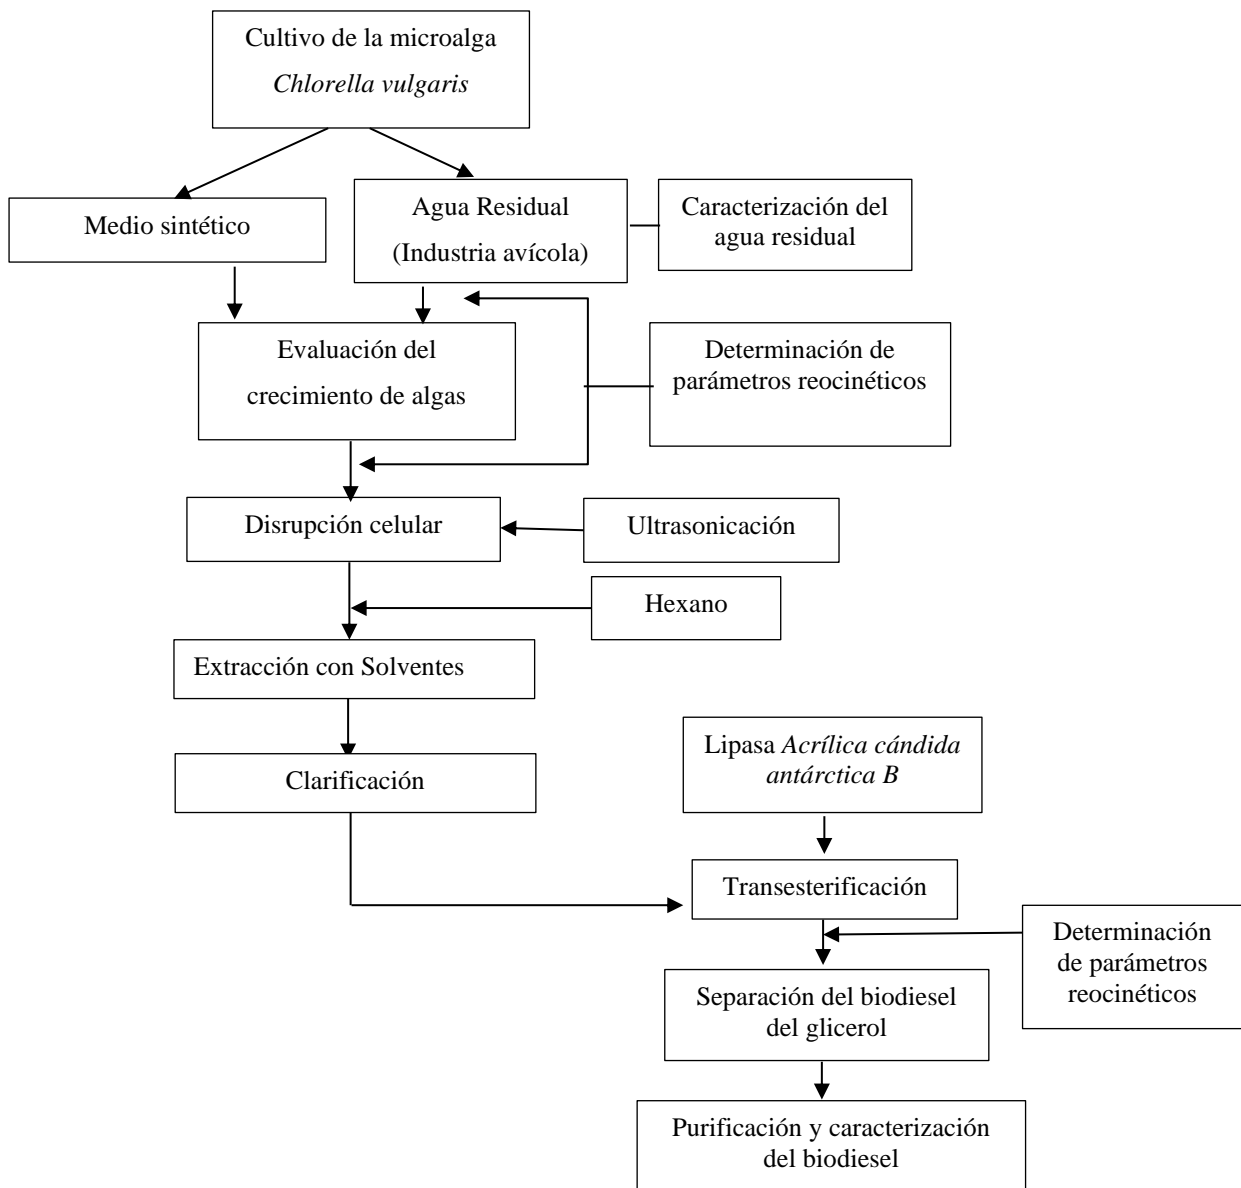 Cultivo de la microalga
Chlorella vulgaris
Medio sintético
Agua Residual
(Industria avícola)
Caracterización del
agua residual
Evaluación del
crecimiento de algas
Determinación de
parámetros reocinéticos
Disrupción celular
Ultrasonicación
Hexano
Extracción con Solventes
Clarificación
Lipasa Acrílica cándida
antárctica B
Transesterificación
Determinación
de parámetros
reocinéticos
Separación del biodiesel
del glicerol
Purificación y caracterización
del biodiesel